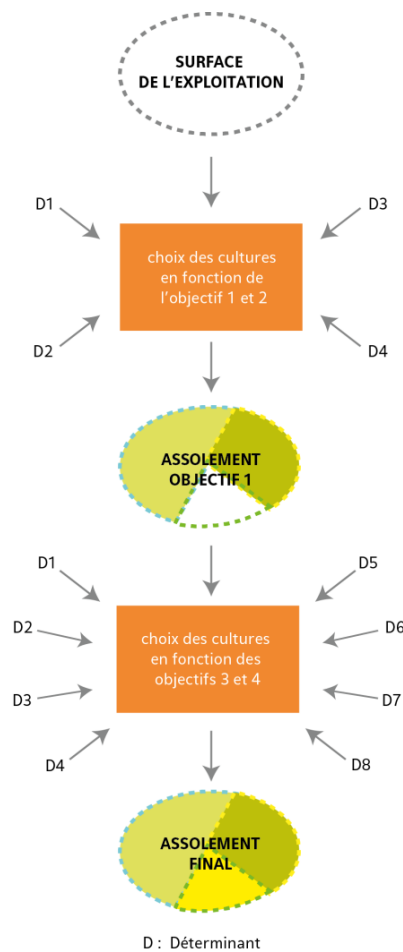 SURFACE
DE L'EXPLOITATION
D1
D3
choix des cultures
en fonction de
l'objectif 1 et 2
D2
D4
ASSOLEMENT
OBJECTIF 1
D1
D5
D2
D6
choix des cultures
en fonction des
objectifs 3 et 4
D3
D7
D4
D8
ASSOLEMENT
FINAL
D : Déterminant